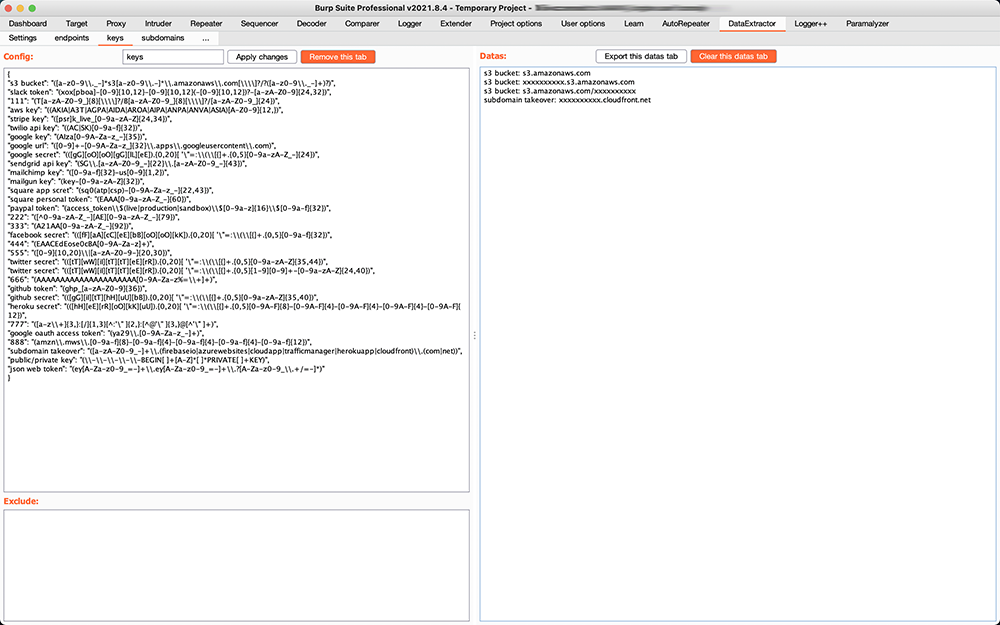 Burp Suite Professional v2021.8.4 - Temporary Project -
Dashboard Target Proxy Intruder Repeater Sequencer Decoder Comparer Logger Extender Project options User options Learn AutoRepeater DataExtractor Logger++ Paramalyzer
Settings endpoints keys subdomains ...
Config: keys Apply changes Remove this tab
{
"s3 bucket": "([a-z0-9\\._-]*s3[a-z0-9\\.-]*\\.amazonaws\\.com[\\\\]?/?([a-z0-9\\._-]+)?)",
"slack token": "(xox[pboa]-[0-9]{10,12}-[0-9]{10,12}(-[0-9]{10,12})?-[a-zA-Z0-9]{24,32})",
"111": "(T[a-zA-Z0-9_]{8}[\\\\]?/B[a-zA-Z0-9_]{8}[\\\\]?/[a-zA-Z0-9_]{24})",
"aws key": "((AKIA|A3T|AGPA|AIDA|AROA|AIPA|ANPA|ANVA|ASIA)[A-Z0-9]{12,})",
"stripe key": "([psr]k_live_[0-9a-zA-Z]{24,34})",
"twilio api key": "((AC|SK)[0-9a-f]{32})",
"google key": "(AIza[0-9A-Za-z_-]{35})",
"google url": "([0-9]+-[0-9A-Za-z_]{32}\\.apps\\.googleusercontent\\.com)",
"google secret": "(([gG][oO][oO][gG][lL][eE]).{0,20}[ '\"=:\\(\\[{]+.{0,5}[0-9a-zA-Z_-]{24})",
"sendgrid api key": "(SG\\.[a-zA-Z0-9_-]{22}\\.[a-zA-Z0-9_-]{43})",
"mailchimp key": "([0-9a-f]{32}-us[0-9]{1,2})",
"mailgun key": "(key-[0-9a-zA-Z]{32})",
"square app scret": "(sq0(atp|csp)-[0-9A-Za-z_-]{22,43})",
"square personal token": "(EAAA[0-9a-zA-Z_-]{60})",
"paypal token": "(access_token\\$(live|production|sandbox)\\$[0-9a-z]{16}\\$[0-9a-f]{32})",
"222": "([^0-9a-zA-Z_-][AE][0-9a-zA-Z_-]{79})",
"333": "(A21AA[0-9a-zA-Z_-]{92})",
"facebook secret": "(([fF][aA][cC][eE][bB][oO][oO][kK]).{0,20}[ '\"=:\\(\\[{]+.{0,5}[0-9a-f]{32})",
"444": "(EAACEdEose0cBA[0-9A-Za-z]+)",
"555": "([0-9]{10,20}\\|[a-zA-Z0-9-]{20,30})",
"twitter secret": "(([tT][wW][iI][tT][tT][eE][rR]).{0,20}[ '\"=:\\(\\[{]+.{0,5}[0-9a-zA-Z]{35,44})",
"twitter secret": "(([tT][wW][iI][tT][tT][eE][rR]).{0,20}[ '\"=:\\(\\[{]+.{0,5}[1-9][0-9]+-[0-9a-zA-Z]{24,40})",
"666": "(AAAAAAAAAAAAAAAAAAAAA[0-9A-Za-z%=\\+]+)",
"github token": "(ghp_[a-zA-Z0-9]{36})",
"github secret": "(([gG][iI][tT][hH][uU][bB]).{0,20}[ '\"=:\\(\\[{]+.{0,5}[0-9a-zA-Z]{35,40})",
"heroku secret": "(([hH][eE][rR][oO][kK][uU]).{0,20}[ '\"=:\\(\\[{]+.{0,5}[0-9A-F]{8}-[0-9A-F]{4}-[0-9A-F]{4}-[0-9A-F]{4}-[0-9A-F]{
12})",
"777": "([a-z\\+]{3,}:[/]{1,3}[^:'\" ]{2,}:[^@'\" ]{3,}@[^'\" ]+)",
"google oauth access token": "(ya29\\.[0-9A-Za-z_-]+)",
"888": "(amzn\\.mws\\.[0-9a-f]{8}-[0-9a-f]{4}-[0-9a-f]{4}-[0-9a-f]{4}-[0-9a-f]{12})",
"subdomain takeover": "([a-zA-Z0-9_-]+\\.(firebaseio|azurewebsites|cloudapp|trafficmanager|herokuapp|cloudfront)\\.(com|net))",
"public/private key": "(\\-\\-\\-\\-\\-BEGIN[ ]+[A-Z]*[ ]*PRIVATE[ ]+KEY)",
"json web token": "(ey[A-Za-z0-9_=-]+\\.ey[A-Za-z0-9_=-]+\\.?[A-Za-z0-9_\\.+/=-]*)"
}
Exclude:
Datas: Export this datas tab Clear this datas tab
s3 bucket: s3.amazonaws.com
s3 bucket: xxxxxxxxxx.s3.amazonaws.com
s3 bucket: s3.amazonaws.com/xxxxxxxxxx
subdomain takeover: xxxxxxxxxx.cloudfront.net